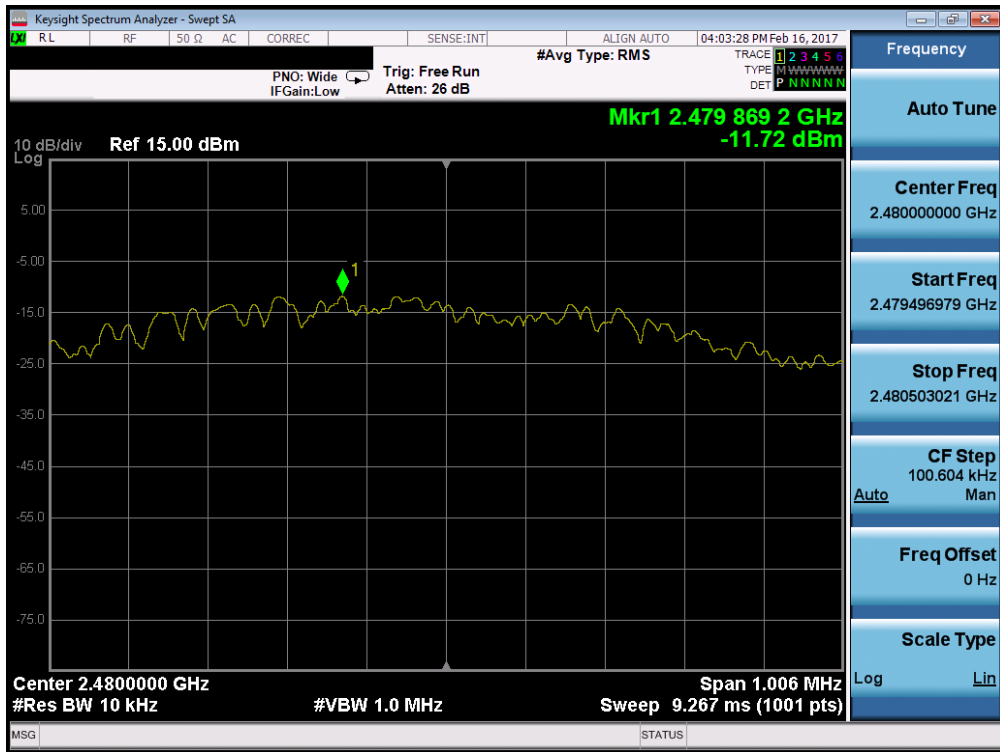 Keysight Spectrum Analyzer - Swept SA
LXI RL RF 50 Ω AC CORREC SENSE:INT ALIGN AUTO 04:03:28 PM Feb 16, 2017
PNO: Wide
IFGain:Low
Trig: Free Run
Atten: 26 dB
#Avg Type: RMS
TRACE 1 2 3 4 5 6
TYPE M W W W W W
DET P N N N N N
Mkr1 2.479 869 2 GHz
-11.72 dBm
10 dB/div
Log
Ref 15.00 dBm
5.00
-5.00
-15.0
-25.0
-35.0
-45.0
-55.0
-65.0
-75.0
1
Center 2.4800000 GHz
Span 1.006 MHz
#Res BW 10 kHz
#VBW 1.0 MHz
Sweep 9.267 ms (1001 pts)
MSG
STATUS
Frequency
Auto Tune
Center Freq
2.480000000 GHz
Start Freq
2.479496979 GHz
Stop Freq
2.480503021 GHz
CF Step
100.604 kHz
Auto Man
Freq Offset
0 Hz
Scale Type
Log Lin